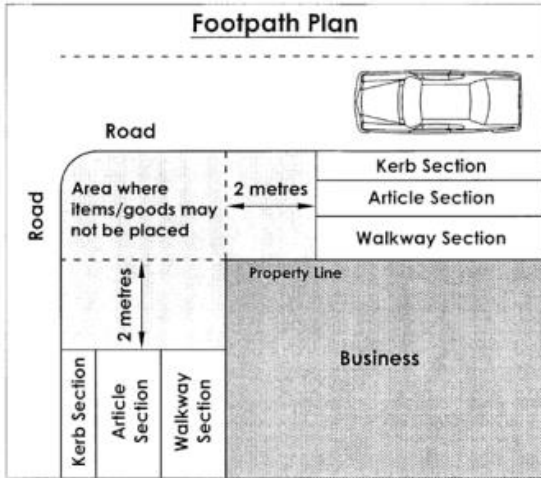 Footpath Plan
Road
Road
Area where
items/goods may
not be placed
2 metres
Kerb Section
Article Section
Walkway Section
Property Line
2 metres
Business
Kerb Section
Article
Section
Walkway
Section